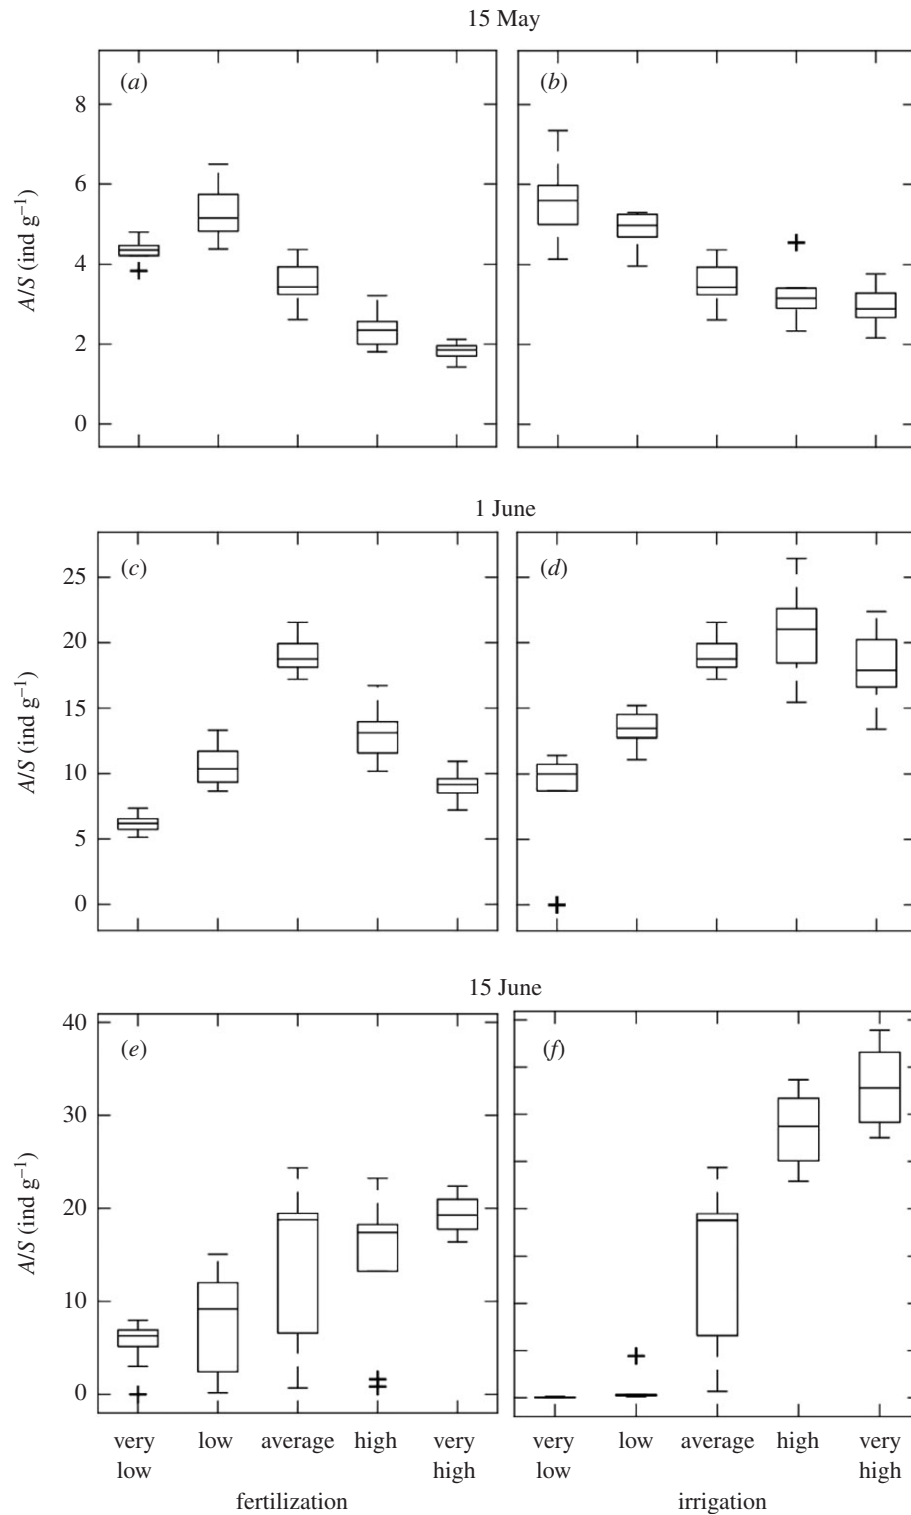 15 May
(a)
(b)
8
6
4
2
0
A/S (ind g⁻¹)
1 June
(c)
(d)
25
20
15
10
5
0
A/S (ind g⁻¹)
15 June
(e)
(f)
40
30
20
10
0
A/S (ind g⁻¹)
very low
low
average
high
very high
fertilization
very low
low
average
high
very high
irrigation